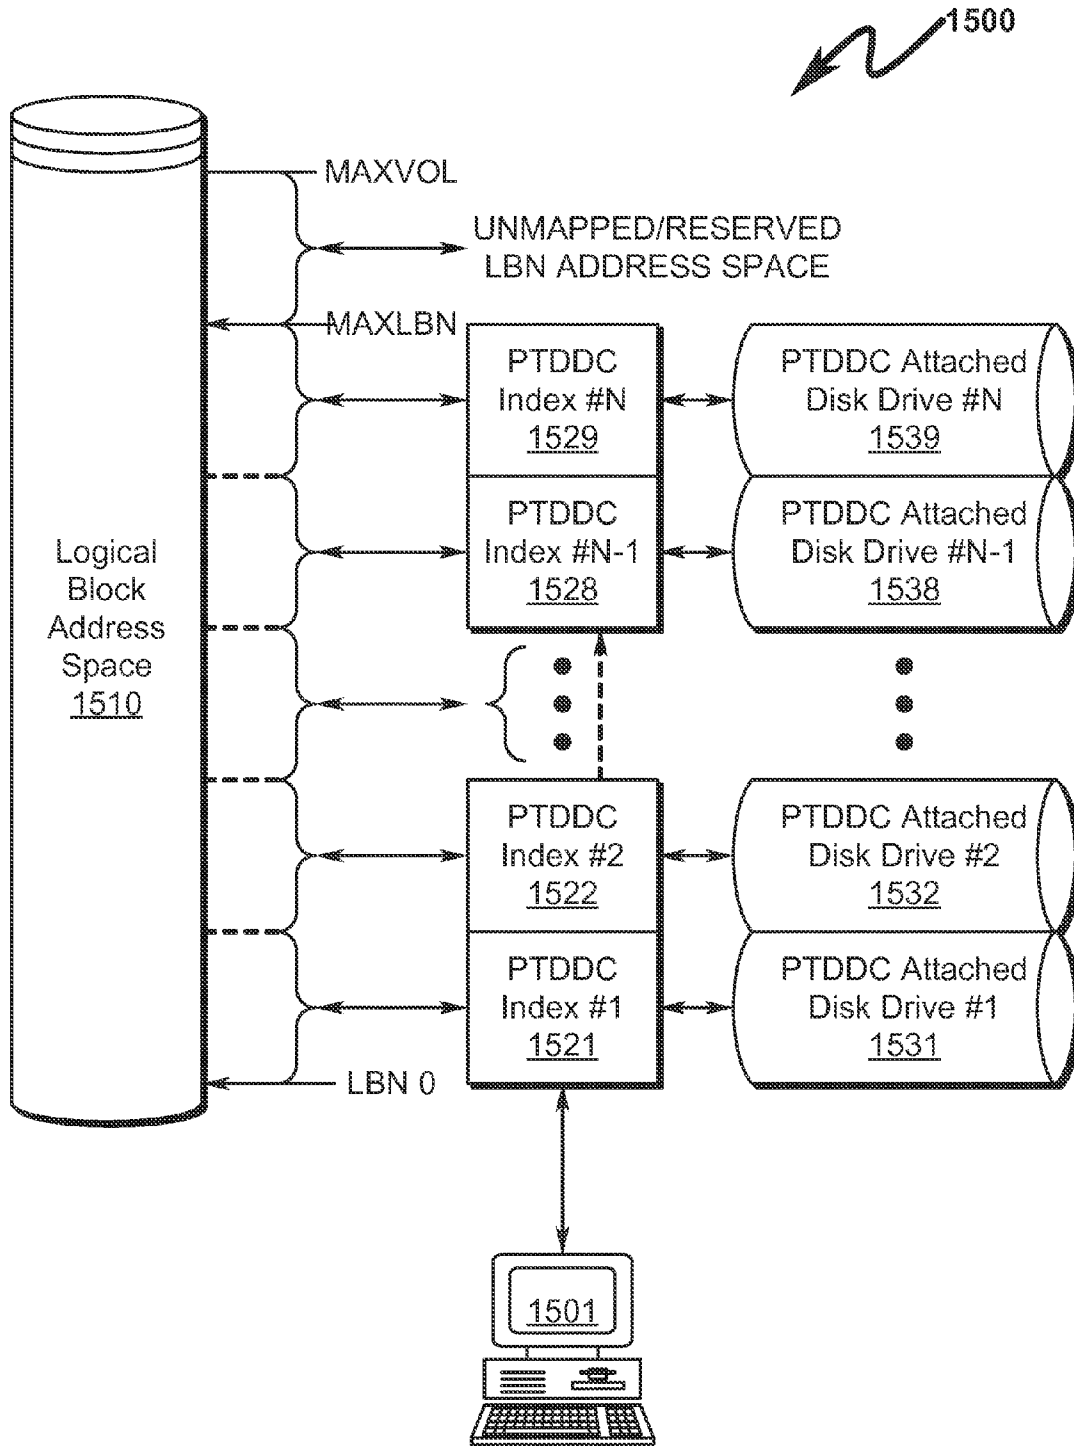 1500
MAXVOL
UNMAPPED/RESERVED
LBN ADDRESS SPACE
MAXLBN
PTDDC
Index #N
1529
PTDDC Attached
Disk Drive #N
1539
PTDDC
Index #N-1
1528
PTDDC Attached
Disk Drive #N-1
1538
Logical
Block
Address
Space
1510
PTDDC
Index #2
1522
PTDDC Attached
Disk Drive #2
1532
PTDDC
Index #1
1521
PTDDC Attached
Disk Drive #1
1531
LBN 0
1501